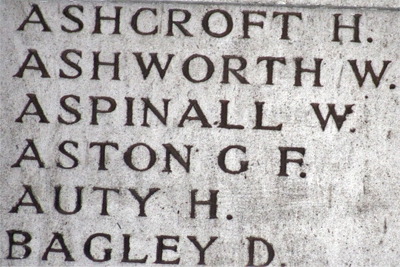 ASHCROFT H.
ASHWORTH W.
ASPINALL W.
ASTON G F.
AUTY H.
BAGLEY D.